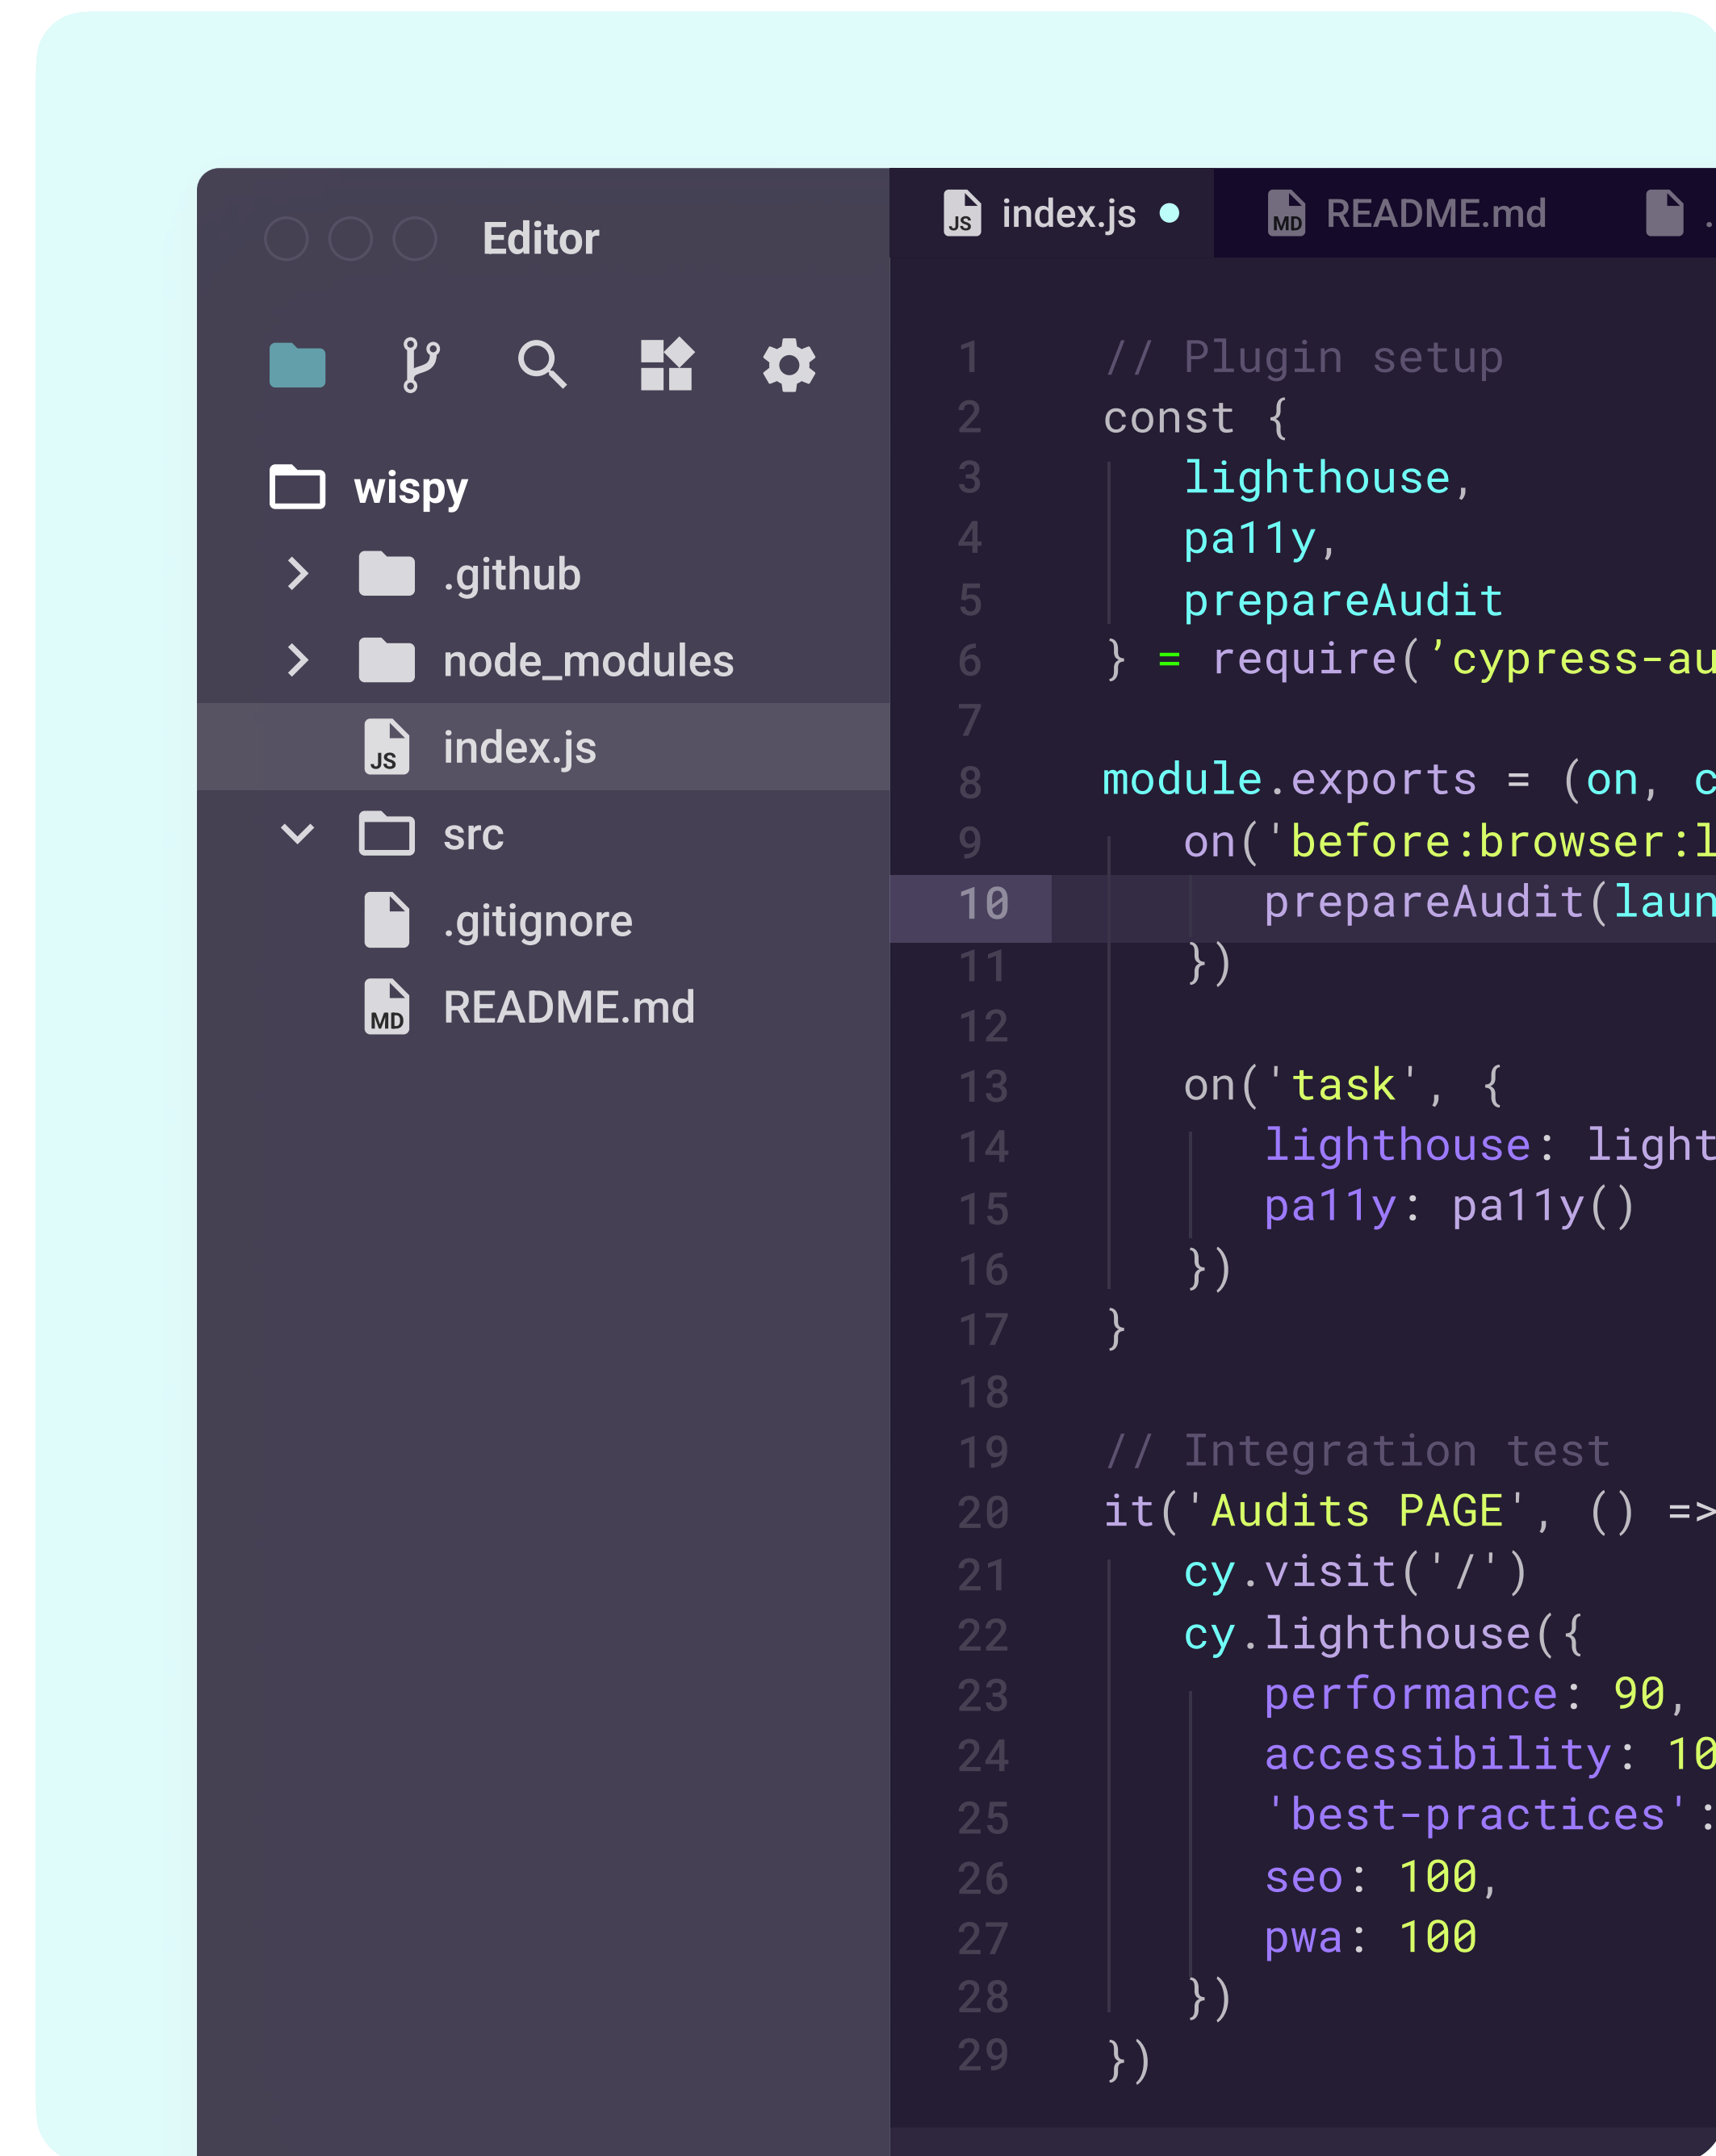 Editor
wispy
.github
node_modules
JS index.js
src
.gitignore
MD README.md
JS index.js MD README.md .
1 // Plugin setup
2 const {
3 lighthouse,
4 pa11y,
5 prepareAudit
6 } = require(’cypress-au
7
8 module.exports = (on, c
9 on('before:browser:l
10 prepareAudit(laun
11 })
12
13 on('task', {
14 lighthouse: light
15 pa11y: pa11y()
16 })
17 }
18
19 // Integration test
20 it('Audits PAGE', () =>
21 cy.visit('/')
22 cy.lighthouse({
23 performance: 90,
24 accessibility: 10
25 'best-practices':
26 seo: 100,
27 pwa: 100
28 })
29 })